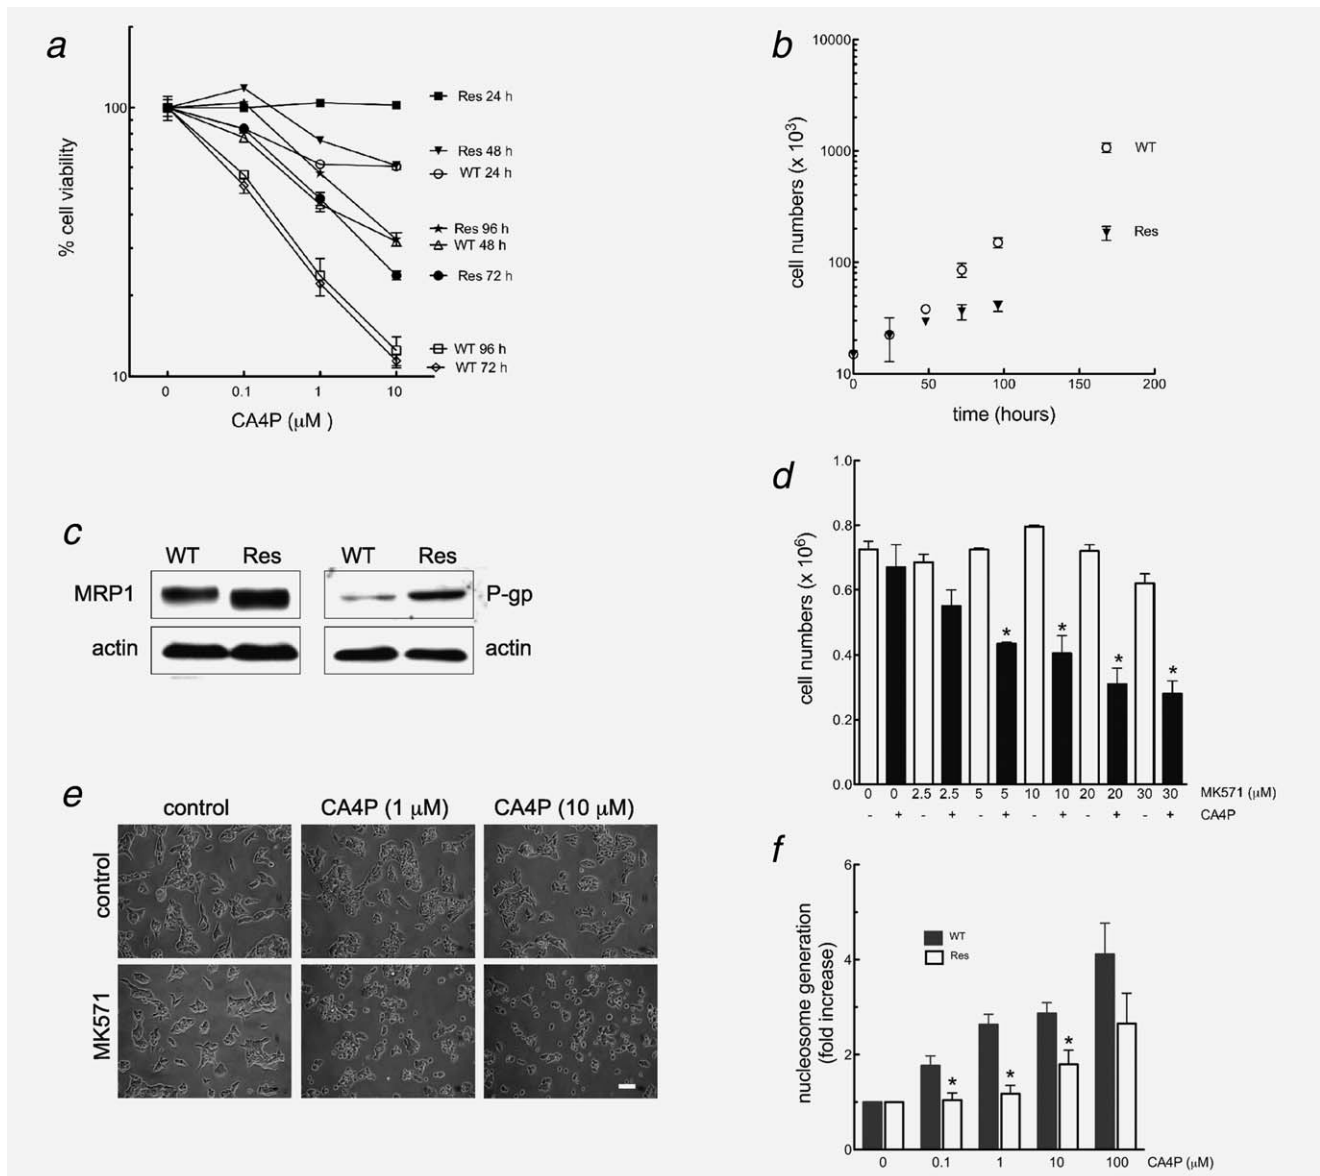 a
100
10
% cell viability
0
0.1
1
10
CA4P (μM )
Res 24 h
Res 48 h
WT 24 h
Res 96 h
WT 48 h
Res 72 h
WT 96 h
WT 72 h
b
10000
1000
100
10
cell numbers (x 10³)
WT
Res
0
50
100
150
200
time (hours)
c
WT Res WT Res
MRP1 P-gp
actin actin
d
1.0
0.8
0.6
0.4
0.2
0.0
cell numbers (x 10⁶)
* * * *
0 0 2.5 2.5 5 5 10 10 20 20 30 30 MK571 (μM)
- + - + - + - + - + - + CA4P
e
control CA4P (1 μM) CA4P (10 μM)
control
MK571
f
6
4
2
0
nucleosome generation
(fold increase)
WT
Res
* * *
0 0.1 1 10 100 CA4P (μM)